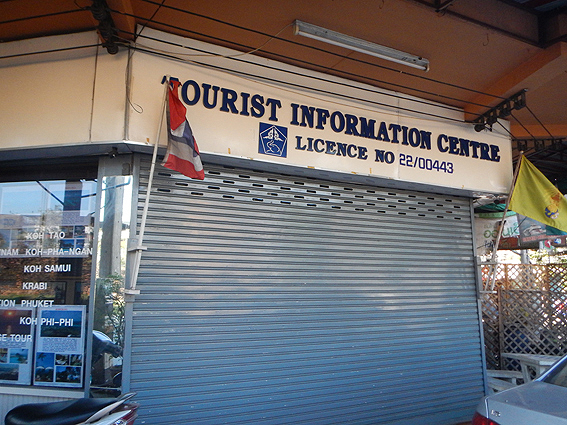 TOURIST INFORMATION CENTRE
LICENCE NO 22/00443
KOH TAO
KOH-PHA-NGAN
KOH SAMUI
KRABI
PHUKET
KOH PHI-PHI
TOUR